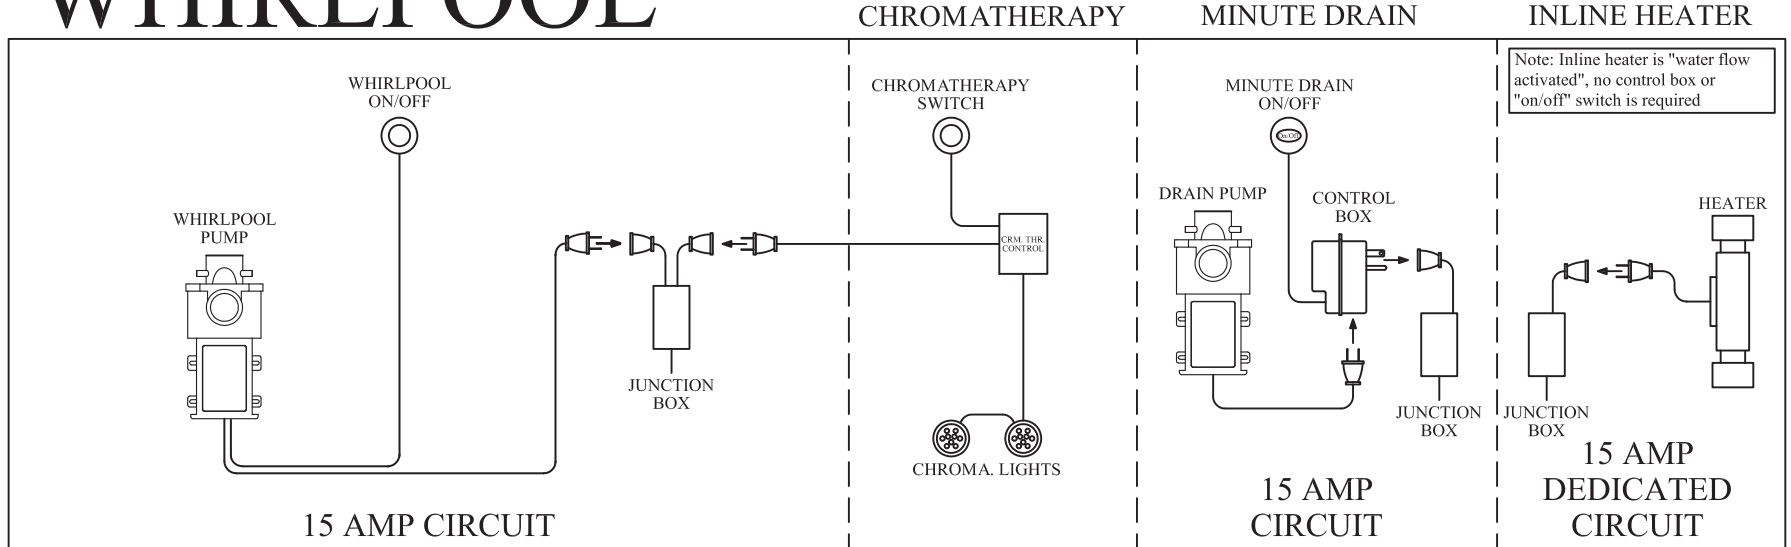 WHIRLPOOL
CHROMATHERAPY
MINUTE DRAIN
INLINE HEATER
WHIRLPOOL
ON/OFF
WHIRLPOOL
PUMP
JUNCTION
BOX
15 AMP CIRCUIT
CHROMATHERAPY
SWITCH
CRM. THR.
CONTROL
CHROMA. LIGHTS
MINUTE DRAIN
ON/OFF
On/Off
DRAIN PUMP
CONTROL
BOX
JUNCTION
BOX
15 AMP
CIRCUIT
Note: Inline heater is "water flow
activated", no control box or
"on/off" switch is required
HEATER
JUNCTION
BOX
15 AMP
DEDICATED
CIRCUIT